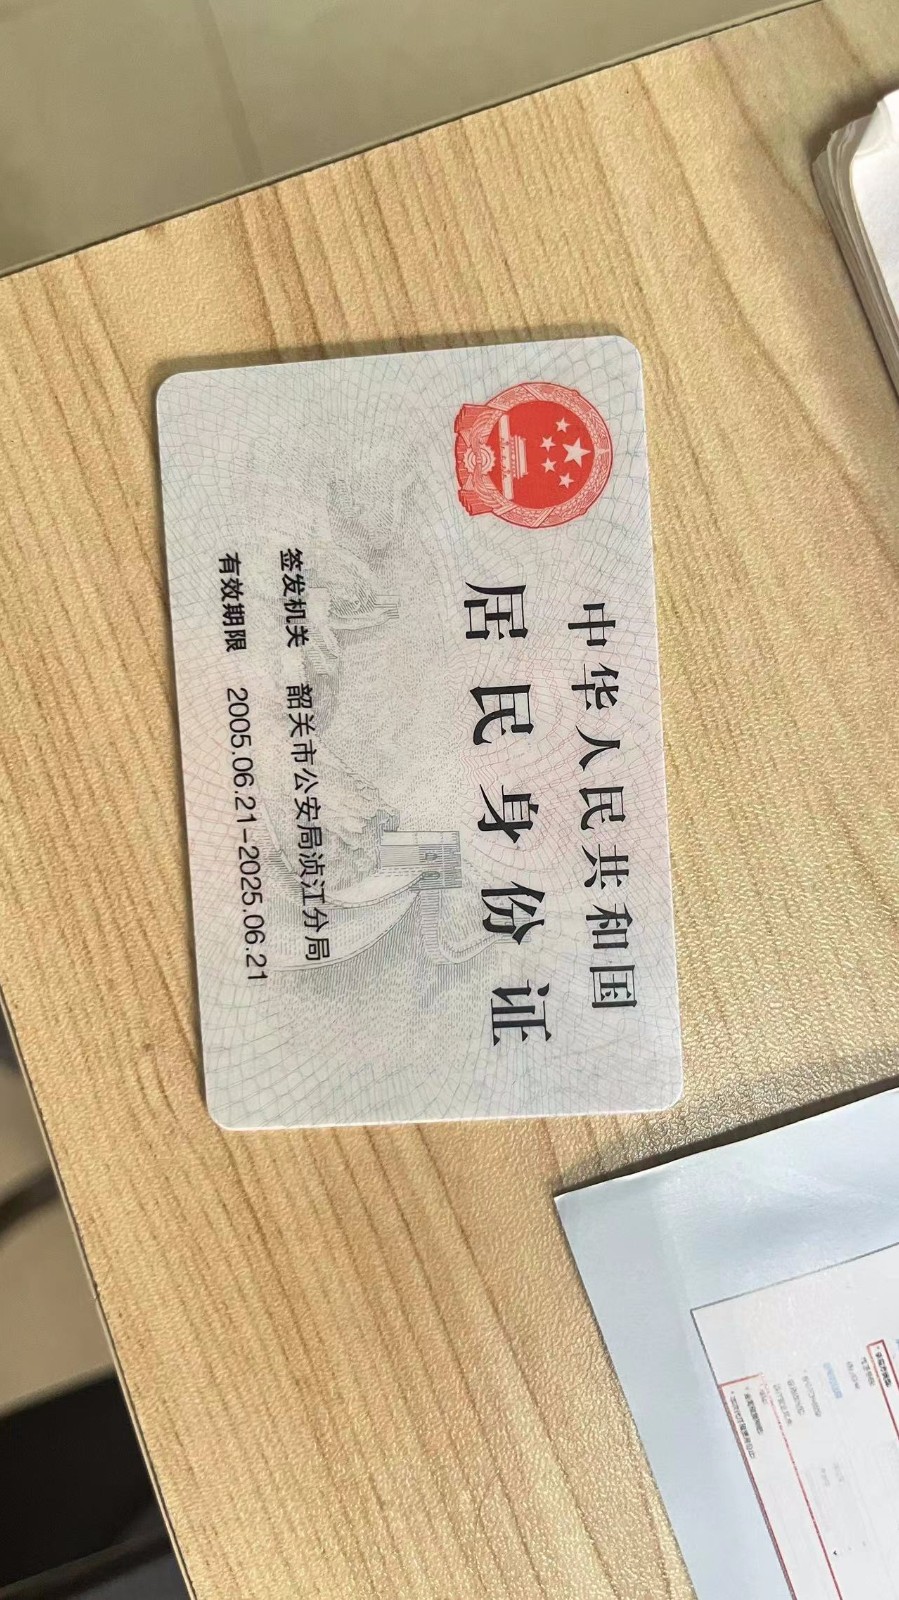 中华人民共和国
居民身份证
签发机关 韶关市公安局浈江分局
有效期限 2005.06.21-2025.06.21